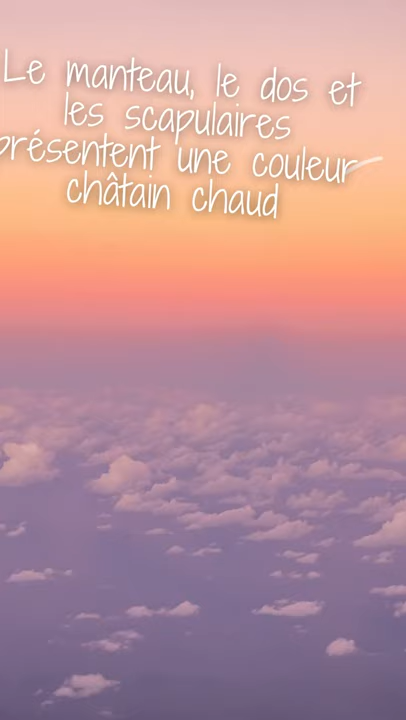 Le manteau, le dos et
les scapulaires
présentent une couleur
châtain chaud